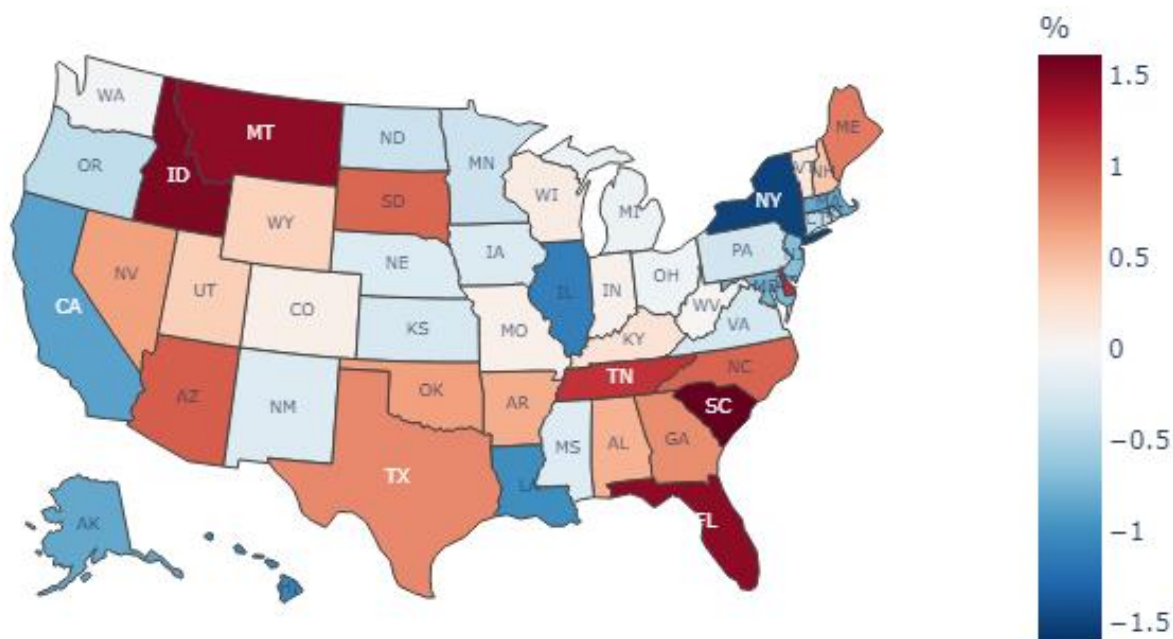 %
1.5
1
0.5
0
−0.5
−1
−1.5
WA
MT
ND
MN
OR
ID
SD
WI
MI
ME
VT
NH
NY
WY
IA
PA
NV
NE
OH
UT
CO
IL
IN
CA
KS
MO
WV
VA
KY
AZ
NM
OK
AR
TN
NC
SC
MS
AL
GA
TX
LA
FL
AK